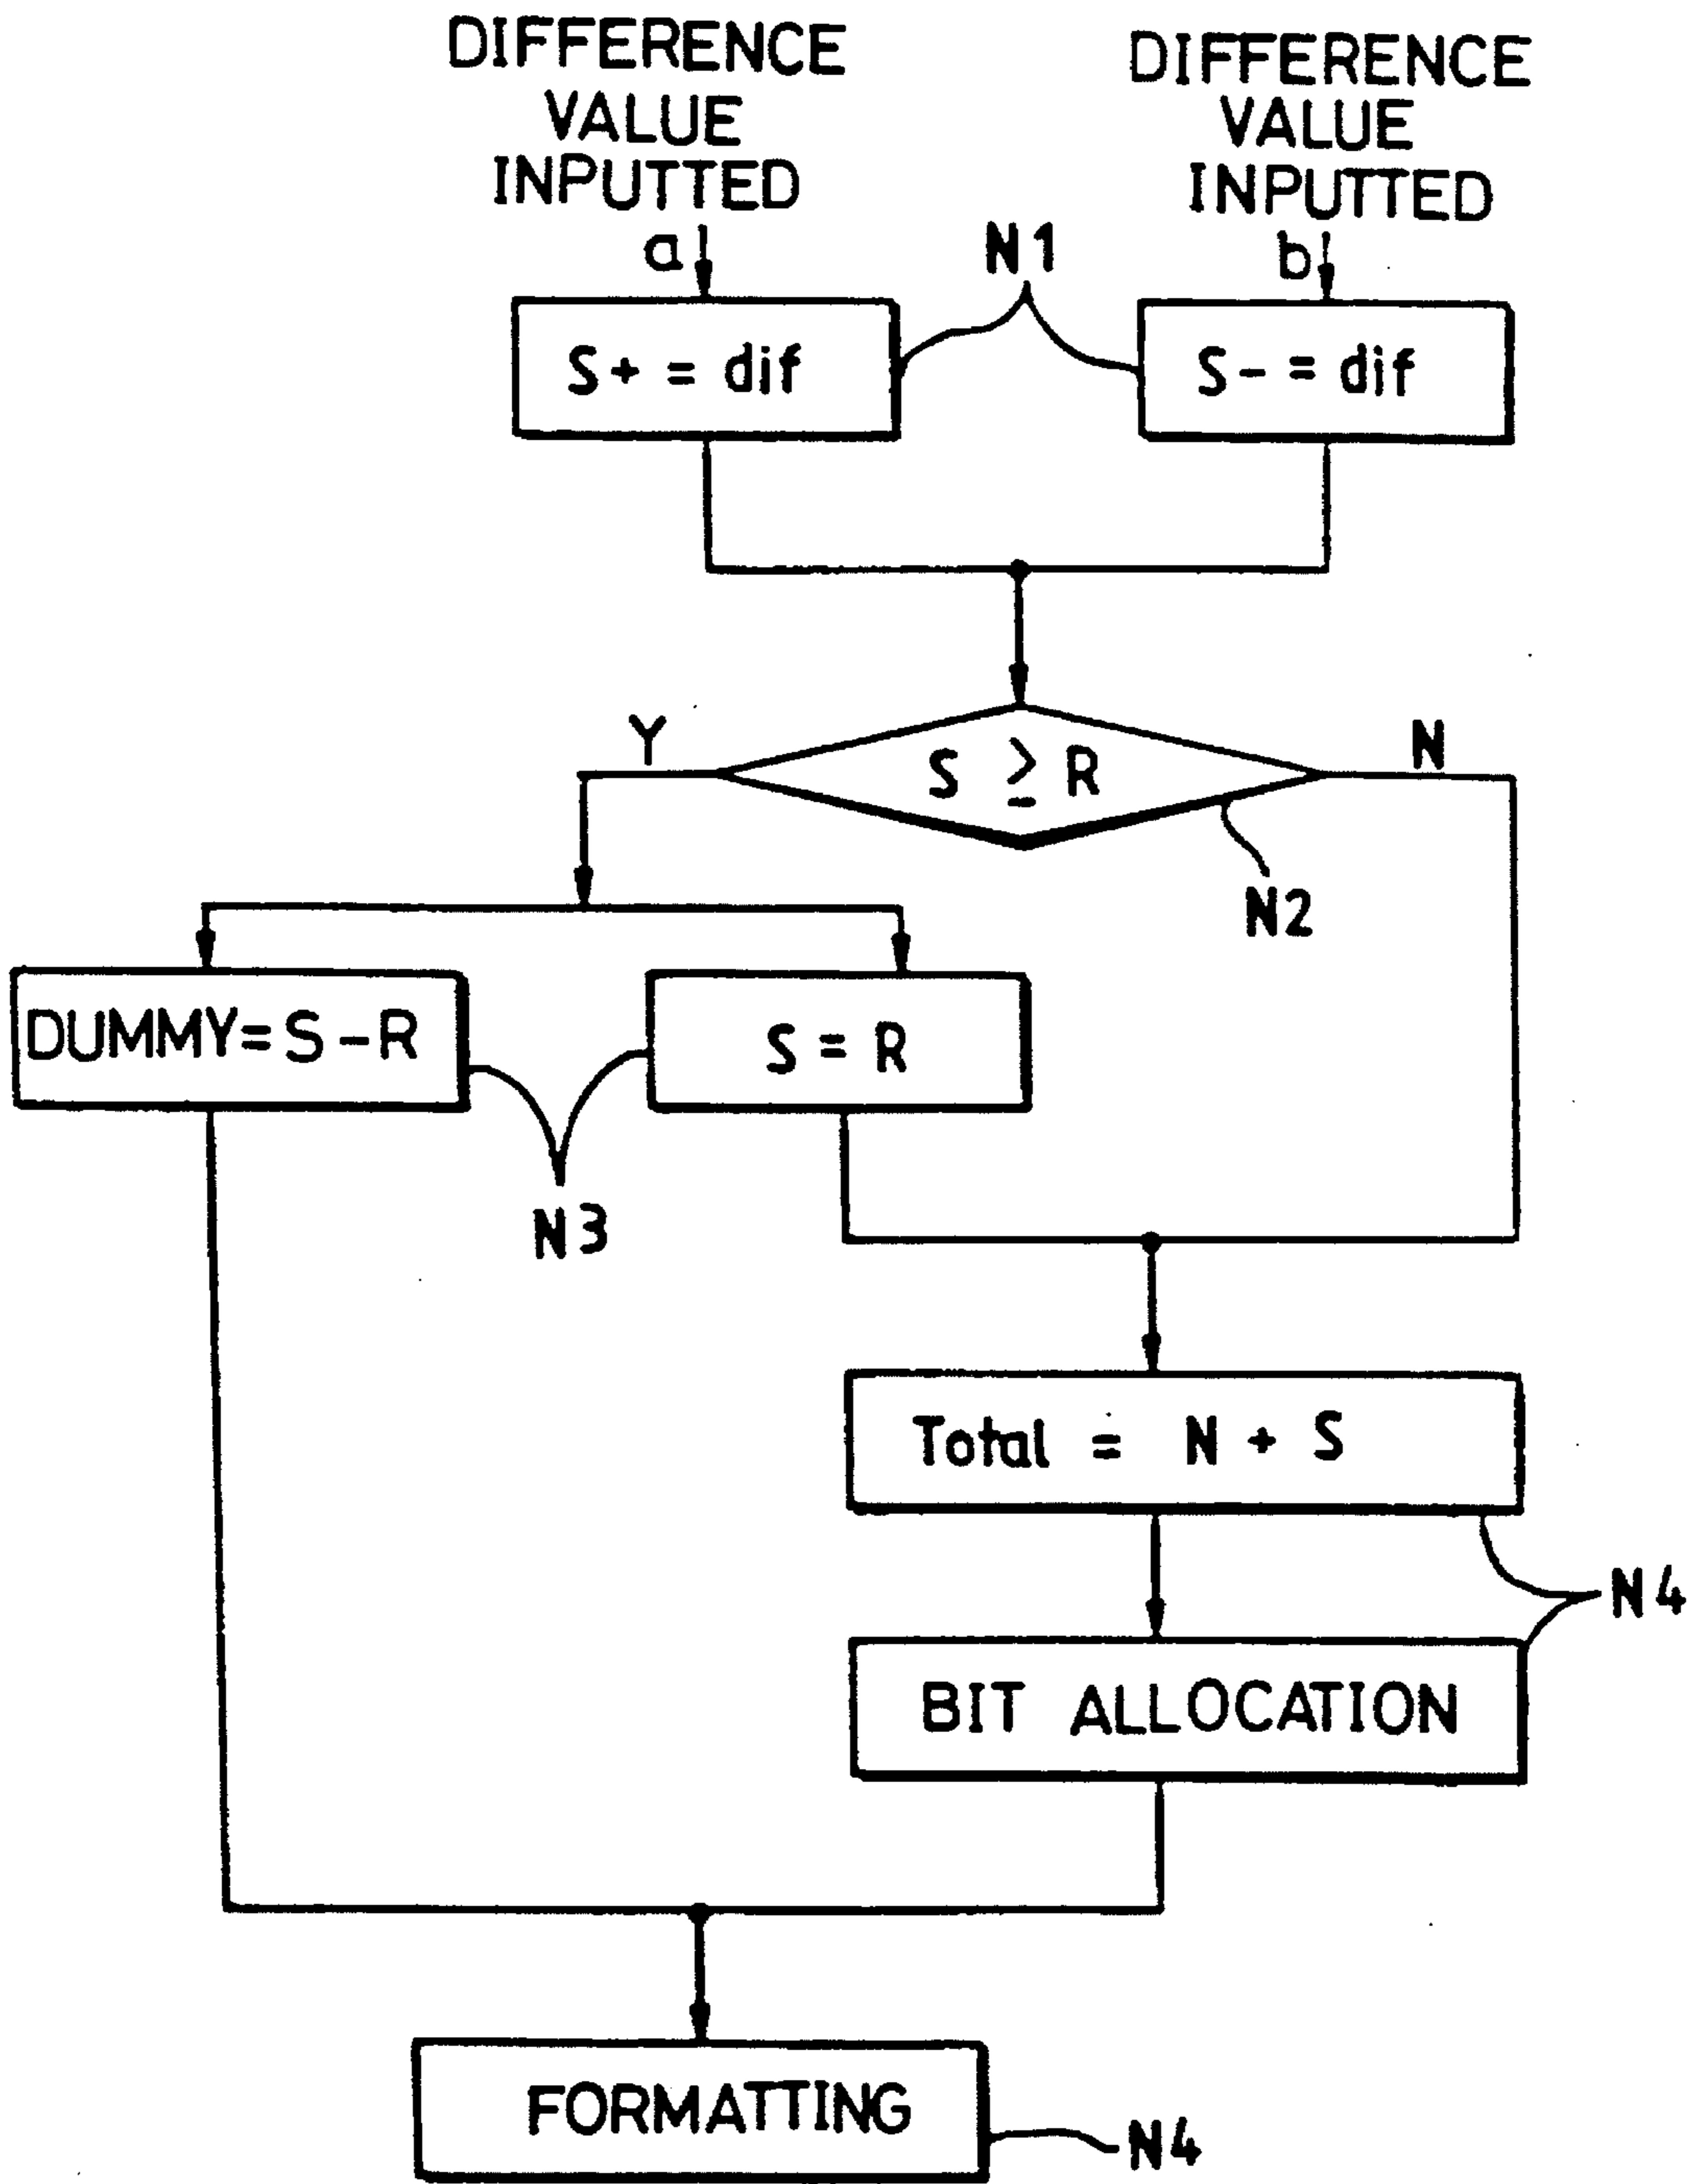 DIFFERENCE
VALUE
INPUTTED
a
DIFFERENCE
VALUE
INPUTTED
b
N1
S+ = dif
S- = dif
Y
S ≥ R
N
N2
DUMMY=S-R
S = R
N3
Total = N + S
N4
BIT ALLOCATION
FORMATTING
N4